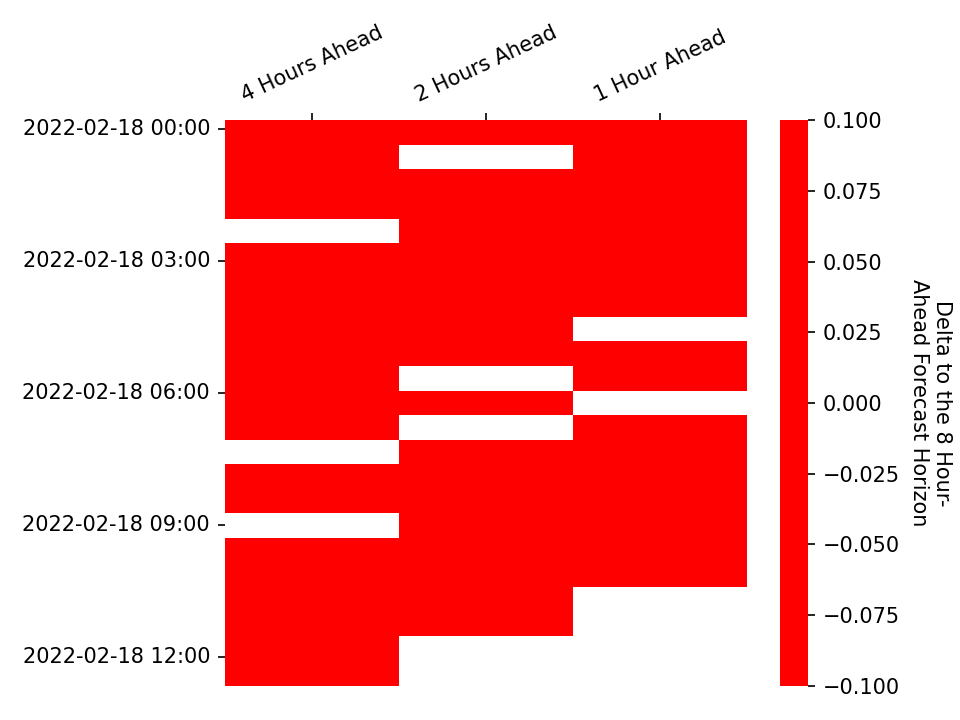 4 Hours Ahead
2 Hours Ahead
1 Hour Ahead
2022-02-18 00:00
2022-02-18 03:00
2022-02-18 06:00
2022-02-18 09:00
2022-02-18 12:00
0.100
0.075
0.050
0.025
0.000
−0.025
−0.050
−0.075
−0.100
Delta to the 8 Hour-
Ahead Forecast Horizon